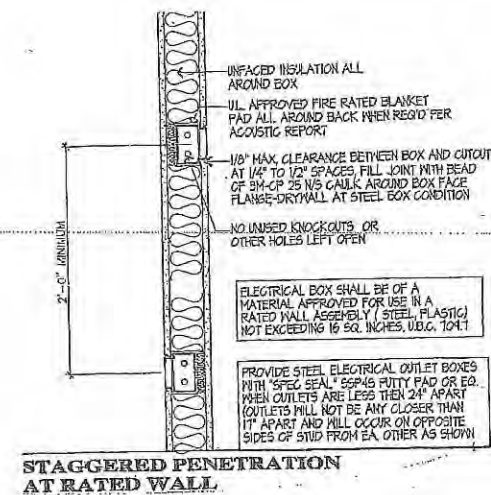 UNFACED INSULATION ALL
AROUND BOX
U.L. APPROVED FIRE RATED BLANKET
PAD ALL AROUND BACK WHEN REQ'D PER
ACOUSTIC REPORT
1/8" MAX. CLEARANCE BETWEEN BOX AND CUTOUT
AT 1/4" TO 1/2" SPACES, FILL JOINT WITH BEAD
OF 3M-CP 25 N/S CAULK AROUND BOX FACE
FLANGE-DRYWALL AT STEEL BOX CONDITION
NO UNUSED KNOCKOUTS OR
OTHER HOLES LEFT OPEN
2'-0" MINIMUM
ELECTRICAL BOX SHALL BE OF A
MATERIAL APPROVED FOR USE IN A
RATED WALL ASSEMBLY ( STEEL, PLASTIC)
NOT EXCEEDING 16 SQ. INCHES, U.B.C. 709.7
PROVIDE STEEL ELECTRICAL OUTLET BOXES
WITH "SPEC SEAL" SSP4S PUTTY PAD OR EQ.
WHEN OUTLETS ARE LESS THEN 24" APART
(OUTLETS WILL NOT BE ANY CLOSER THAN
17" APART AND WILL OCCUR ON OPPOSITE
SIDES OF STUD FROM EA. OTHER AS SHOWN
STAGGERED PENETRATION
AT RATED WALL